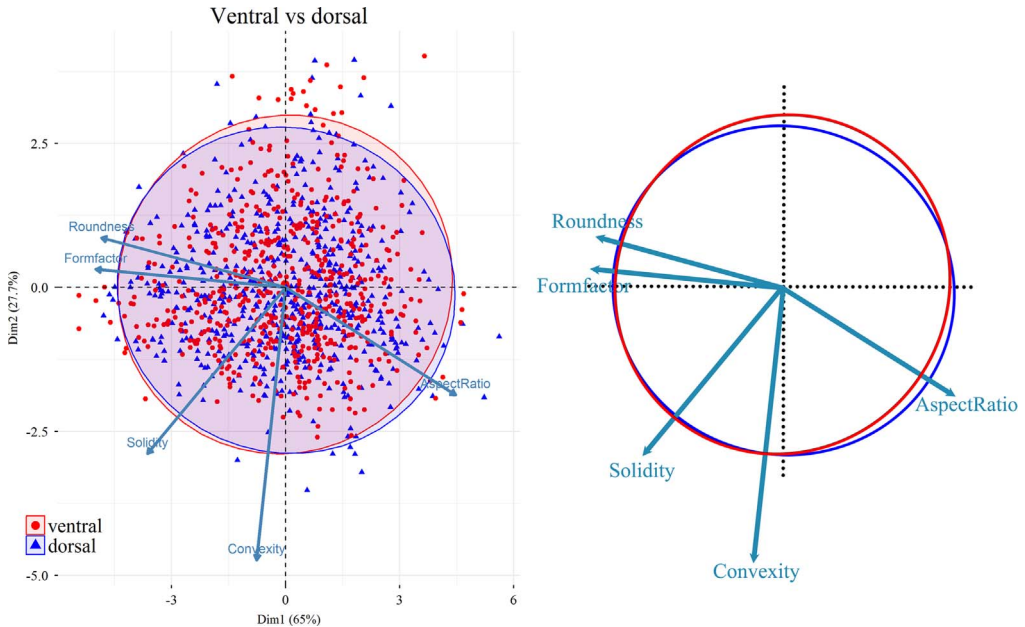 Ventral vs dorsal
2.5
0.0
-2.5
-5.0
Dim2 (27.7%)
Roundness
Formfactor
AspectRatio
Solidity
Convexity
ventral
dorsal
-3
0
3
6
Dim1 (65%)
Roundness
Formfactor
AspectRatio
Solidity
Convexity